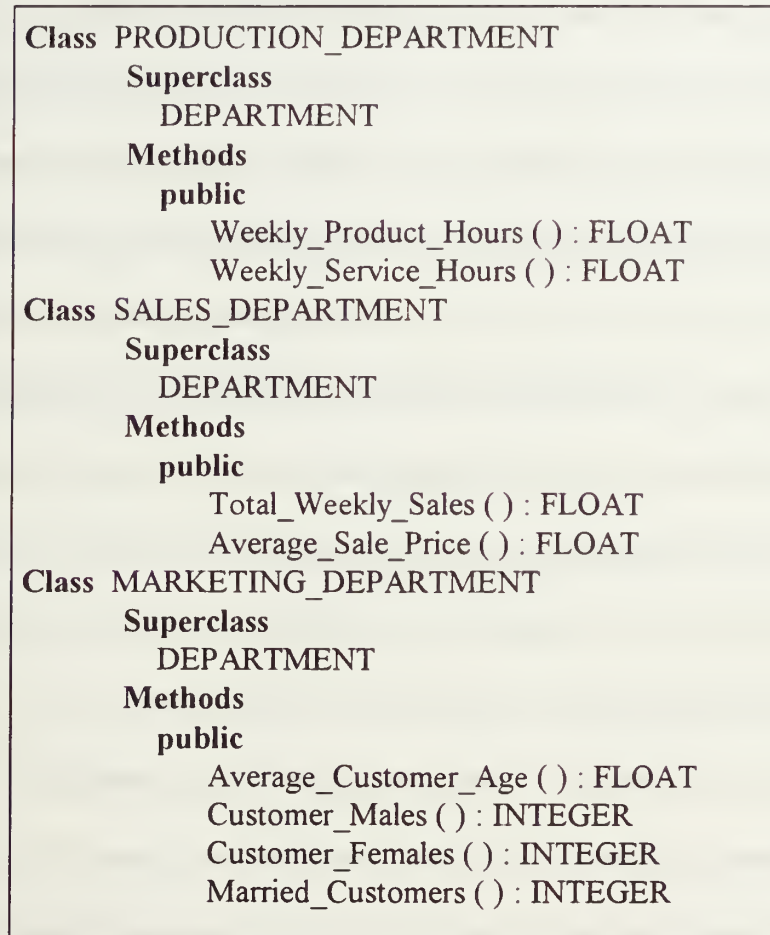 Class PRODUCTION_DEPARTMENT
Superclass
DEPARTMENT
Methods
public
Weekly_Product_Hours ( ) : FLOAT
Weekly_Service_Hours ( ) : FLOAT
Class SALES_DEPARTMENT
Superclass
DEPARTMENT
Methods
public
Total_Weekly_Sales ( ) : FLOAT
Average_Sale_Price ( ) : FLOAT
Class MARKETING_DEPARTMENT
Superclass
DEPARTMENT
Methods
public
Average_Customer_Age ( ) : FLOAT
Customer_Males ( ) : INTEGER
Customer_Females ( ) : INTEGER
Married_Customers ( ) : INTEGER